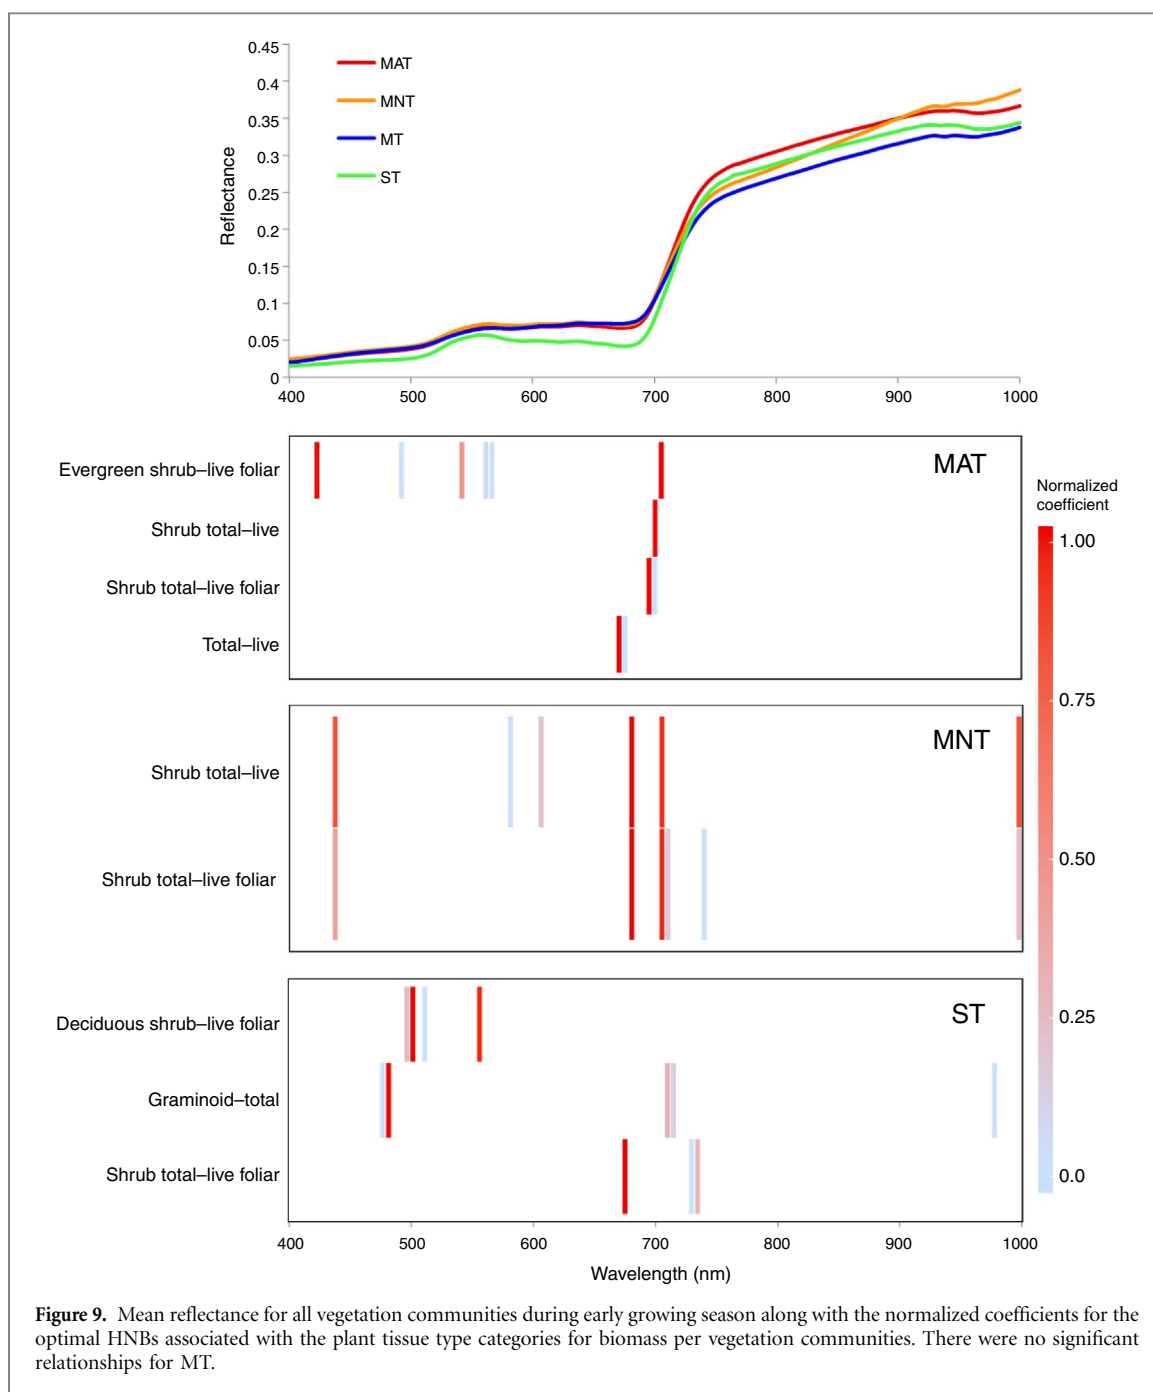 0.45
0.4
0.35
0.3
0.25
0.2
0.15
0.1
0.05
0
Reflectance
MAT
MNT
MT
ST
400 500 600 700 800 900 1000
MAT
Evergreen shrub–live foliar
Shrub total–live
Shrub total–live foliar
Total–live
Normalized
coefficient
1.00
0.75
0.50
0.25
0.0
MNT
Shrub total–live
Shrub total–live foliar
ST
Deciduous shrub–live foliar
Graminoid–total
Shrub total–live foliar
400 500 600 700 800 900 1000
Wavelength (nm)
Figure 9. Mean reflectance for all vegetation communities during early growing season along with the normalized coefficients for the
optimal HNBs associated with the plant tissue type categories for biomass per vegetation communities. There were no significant
relationships for MT.